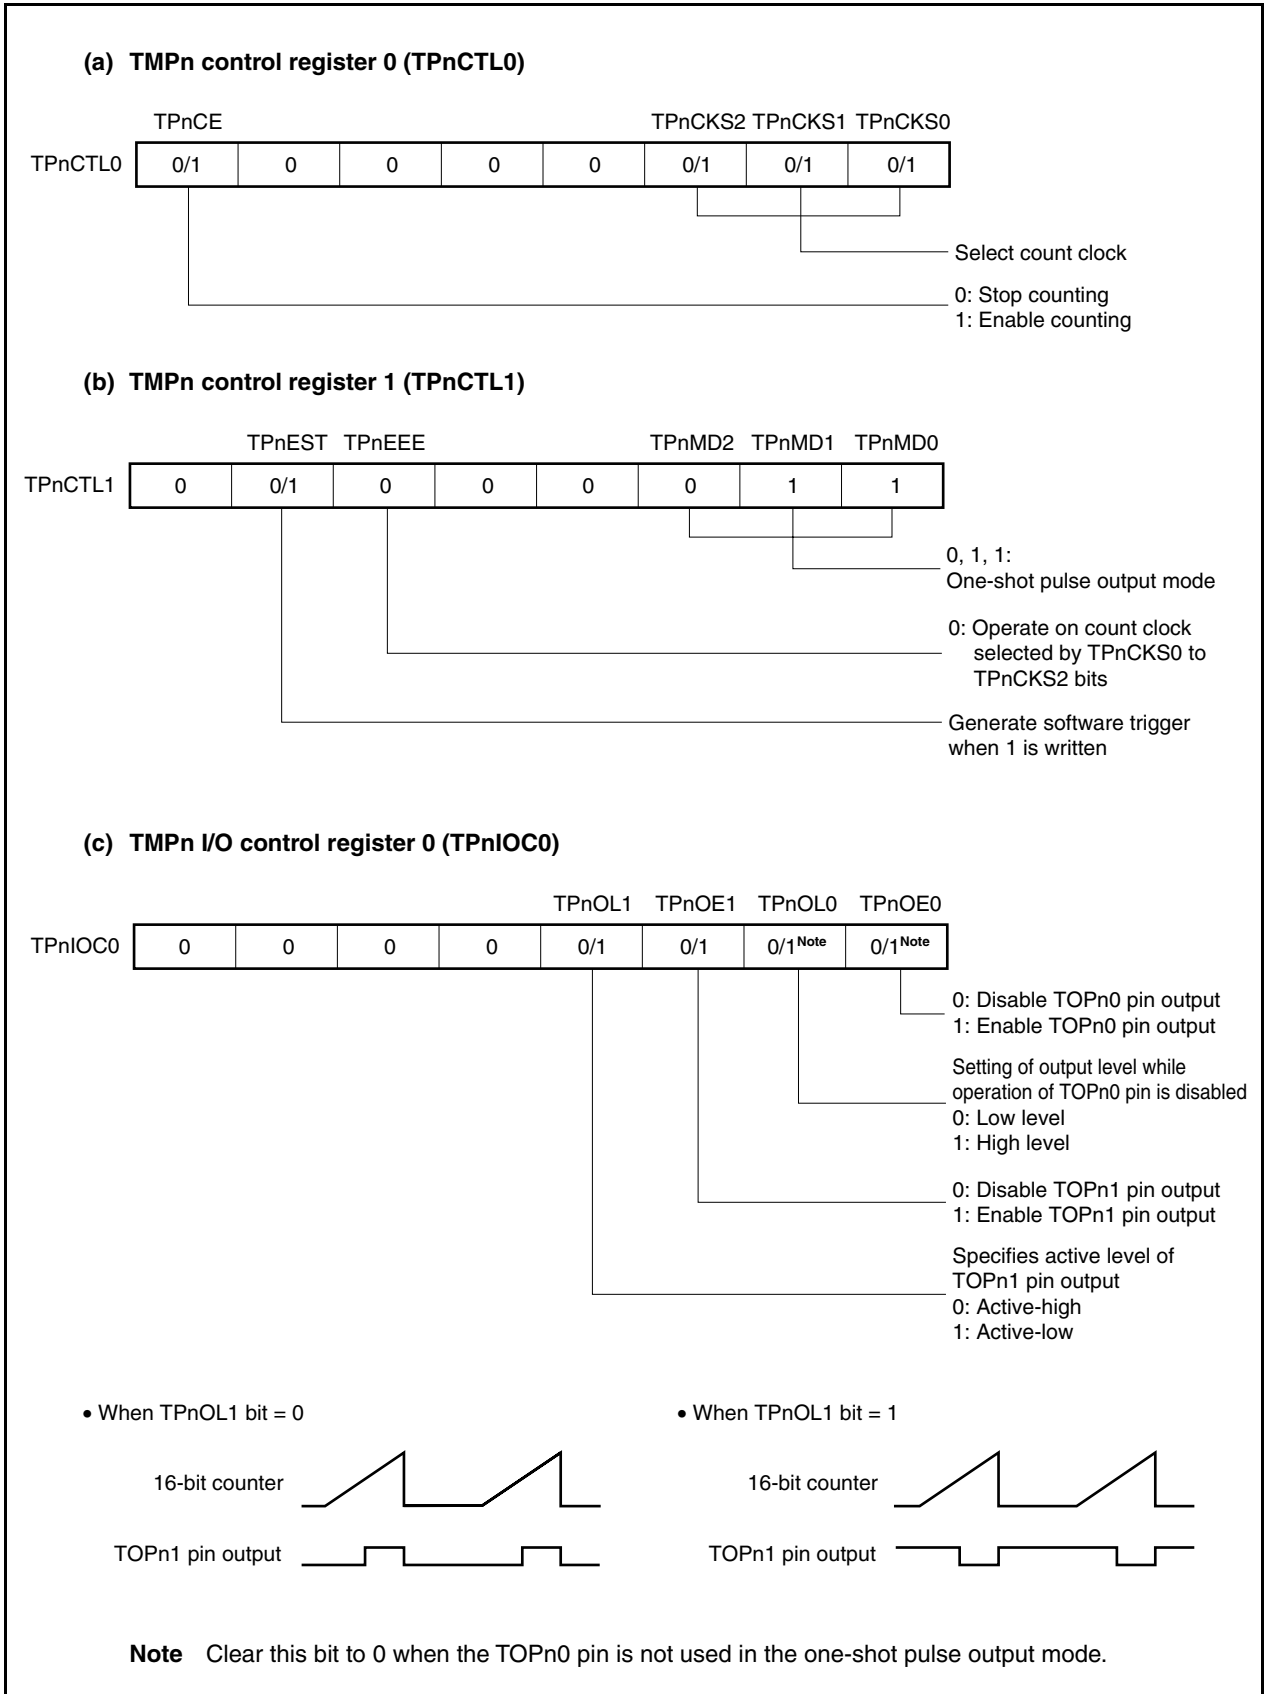 (a) TMPn control register 0 (TPnCTL0)
TPnCE TPnCKS2 TPnCKS1 TPnCKS0
TPnCTL0 0/1 0 0 0 0 0/1 0/1 0/1
Select count clock
0: Stop counting
1: Enable counting
(b) TMPn control register 1 (TPnCTL1)
TPnEST TPnEEE TPnMD2 TPnMD1 TPnMD0
TPnCTL1 0 0/1 0 0 0 0 1 1
0, 1, 1:
One-shot pulse output mode
0: Operate on count clock
selected by TPnCKS0 to
TPnCKS2 bits
Generate software trigger
when 1 is written
(c) TMPn I/O control register 0 (TPnIOC0)
TPnOL1 TPnOE1 TPnOL0 TPnOE0
TPnIOC0 0 0 0 0 0/1 0/1 0/1Note 0/1Note
0: Disable TOPn0 pin output
1: Enable TOPn0 pin output
Setting of output level while
operation of TOPn0 pin is disabled
0: Low level
1: High level
0: Disable TOPn1 pin output
1: Enable TOPn1 pin output
Specifies active level of
TOPn1 pin output
0: Active-high
1: Active-low
• When TPnOL1 bit = 0 • When TPnOL1 bit = 1
16-bit counter 16-bit counter
TOPn1 pin output TOPn1 pin output
Note Clear this bit to 0 when the TOPn0 pin is not used in the one-shot pulse output mode.